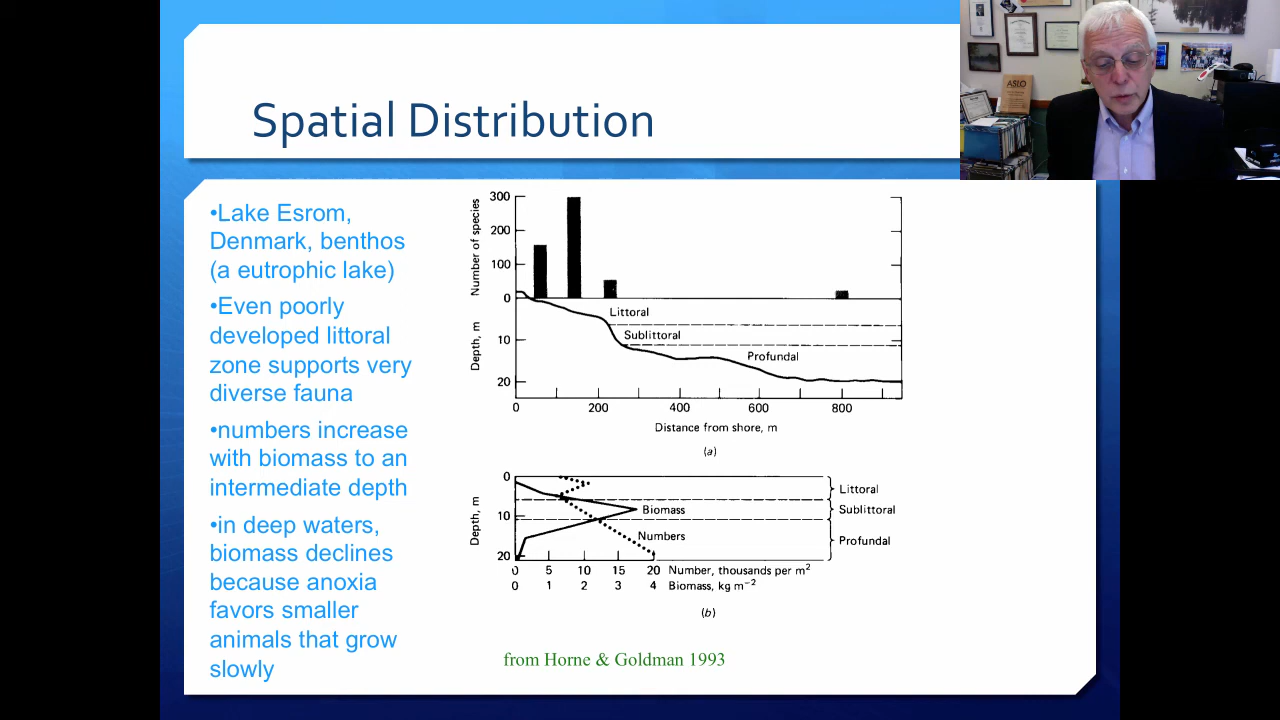 ASLO
Spatial Distribution
•Lake Esrom,
Denmark, benthos
(a eutrophic lake)
•Even poorly
developed littoral
zone supports very
diverse fauna
•numbers increase
with biomass to an
intermediate depth
•in deep waters,
biomass declines
because anoxia
favors smaller
animals that grow
slowly
Number of species
300
200
100
0
Depth, m
10
20
Littoral
Sublittoral
Profundal
0 200 400 600 800
Distance from shore, m
(a)
Depth, m
0
10
20
Biomass
Numbers
Littoral
Sublittoral
Profundal
0 5 10 15 20 Number, thousands per m²
0 1 2 3 4 Biomass, kg m⁻²
(b)
from Horne & Goldman 1993